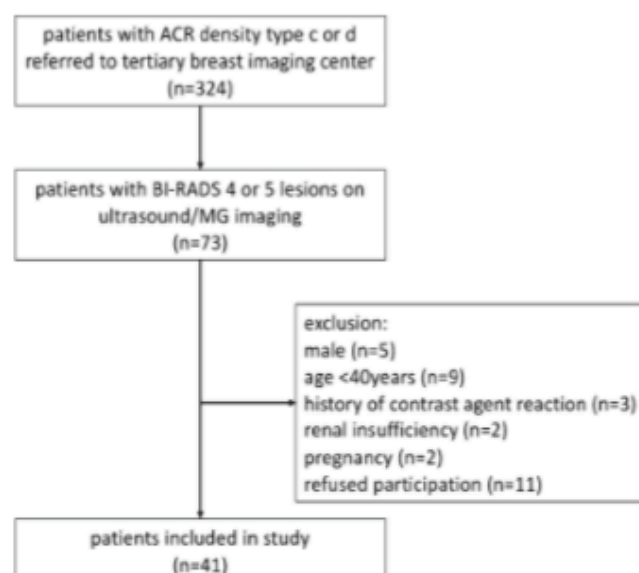 patients with ACR density type c or d
referred to tertiary breast imaging center
(n=324)
patients with BI-RADS 4 or 5 lesions on
ultrasound/MG imaging
(n=73)
exclusion:
male (n=5)
age <40years (n=9)
history of contrast agent reaction (n=3)
renal insufficiency (n=2)
pregnancy (n=2)
refused participation (n=11)
patients included in study
(n=41)